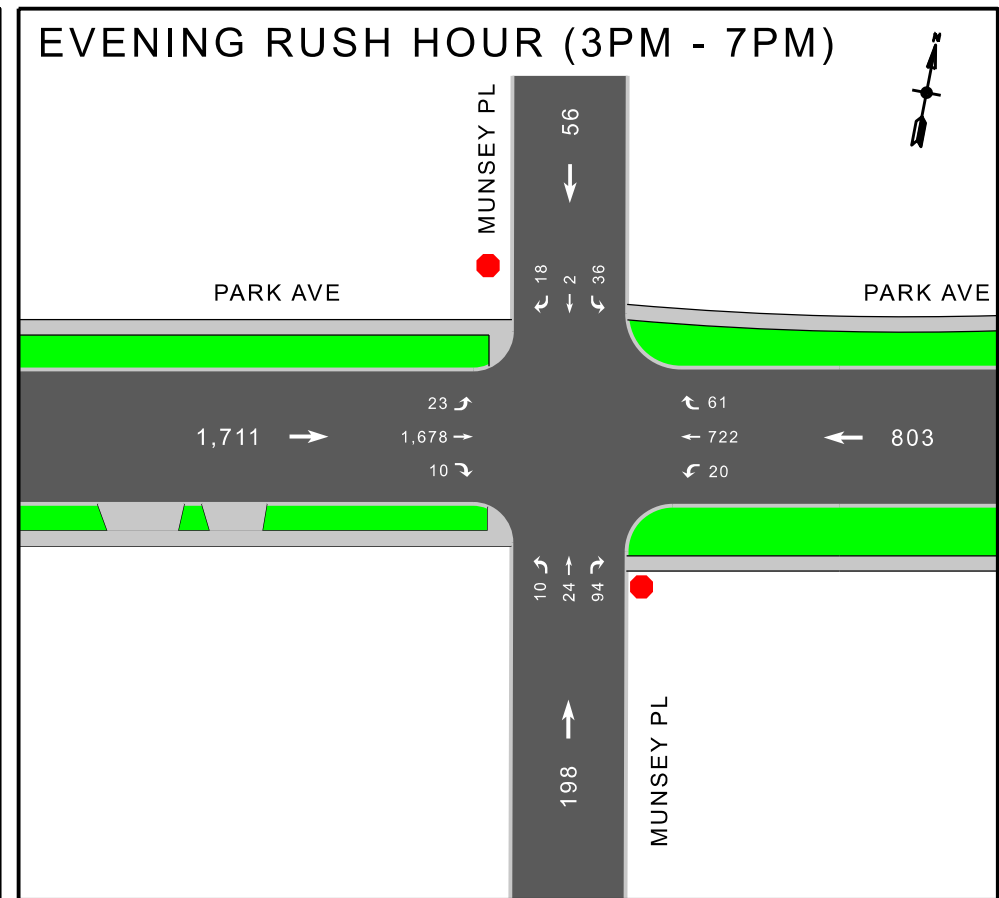 EVENING RUSH HOUR (3PM - 7PM)
N
MUNSEY PL
56
18 2 36
PARK AVE
PARK AVE
23
1,711
1,678
10
61
722
803
20
10 24 94
198
MUNSEY PL